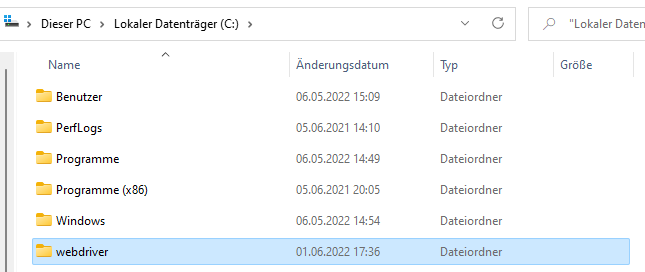 Dieser PC > Lokaler Datenträger (C:) >
"Lokaler Daten
Name Änderungsdatum Typ Größe
Benutzer 06.05.2022 15:09 Dateiordner
PerfLogs 05.06.2021 14:10 Dateiordner
Programme 06.05.2022 14:49 Dateiordner
Programme (x86) 05.06.2021 20:05 Dateiordner
Windows 06.05.2022 14:54 Dateiordner
webdriver 01.06.2022 17:36 Dateiordner